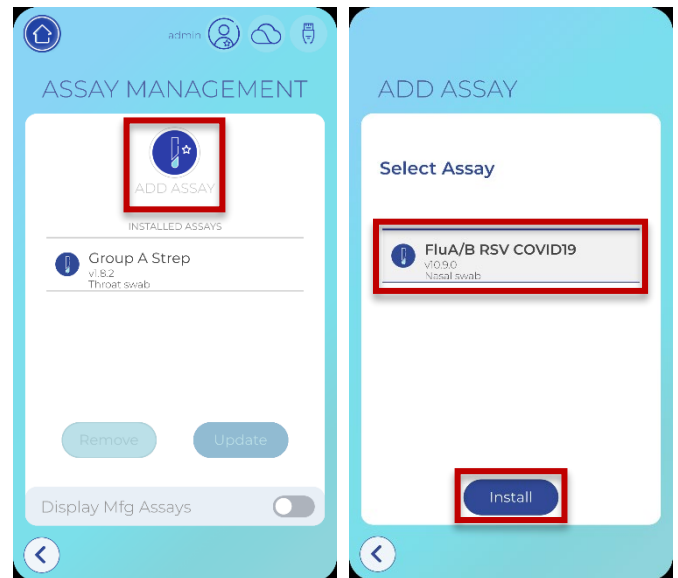 admin
ASSAY MANAGEMENT
ADD ASSAY
INSTALLED ASSAYS
Group A Strep
v1.8.2
Throat swab
Remove
Update
Display Mfg Assays
ADD ASSAY
Select Assay
FluA/B RSV COVID19
v10.9.0
Nasal swab
Install